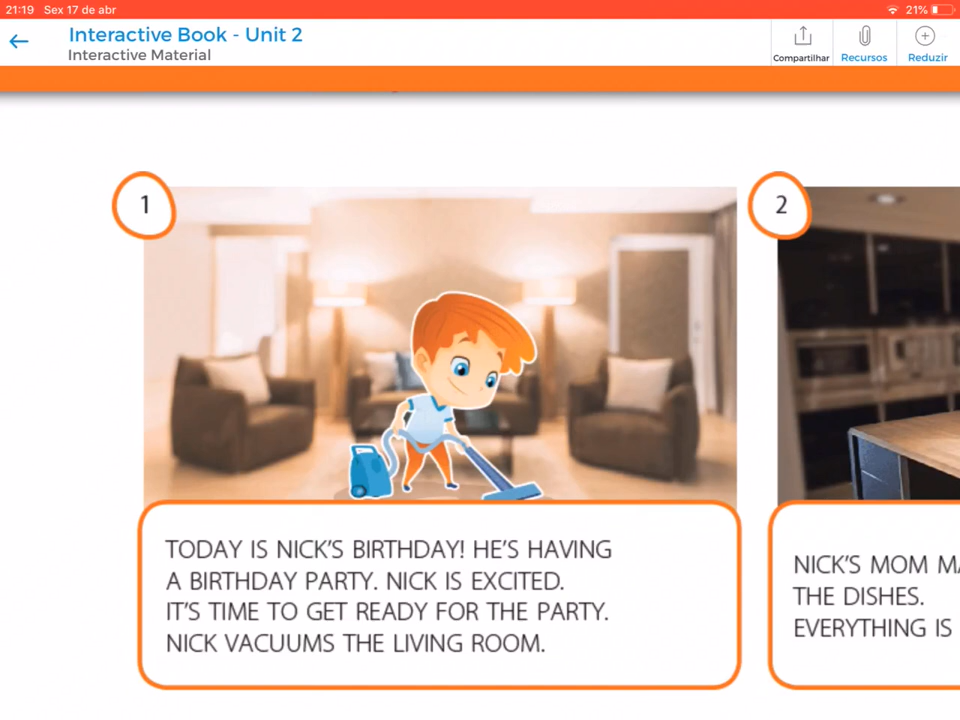 21:19 Sex 17 de abr 21%
Interactive Book - Unit 2
Interactive Material
Compartilhar Recursos Reduzir
1
TODAY IS NICK'S BIRTHDAY! HE'S HAVING
A BIRTHDAY PARTY. NICK IS EXCITED.
IT'S TIME TO GET READY FOR THE PARTY.
NICK VACUUMS THE LIVING ROOM.
2
NICK'S MOM
THE DISHES.
EVERYTHING IS